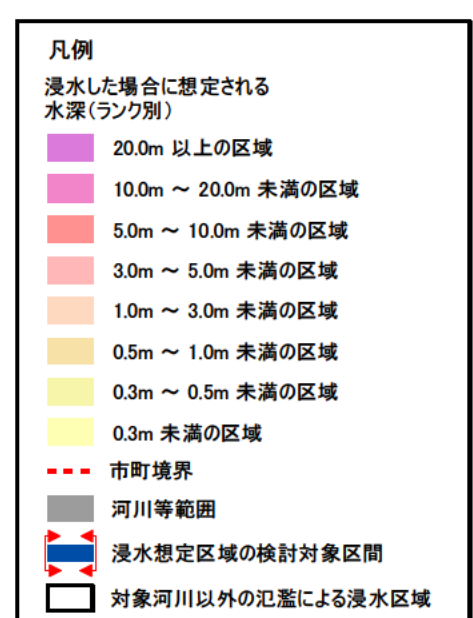 凡例
浸水した場合に想定される
水深(ランク別)
20.0m 以上の区域
10.0m ～ 20.0m 未満の区域
5.0m ～ 10.0m 未満の区域
3.0m ～ 5.0m 未満の区域
1.0m ～ 3.0m 未満の区域
0.5m ～ 1.0m 未満の区域
0.3m ～ 0.5m 未満の区域
0.3m 未満の区域
市町境界
河川等範囲
浸水想定区域の検討対象区間
対象河川以外の氾濫による浸水区域